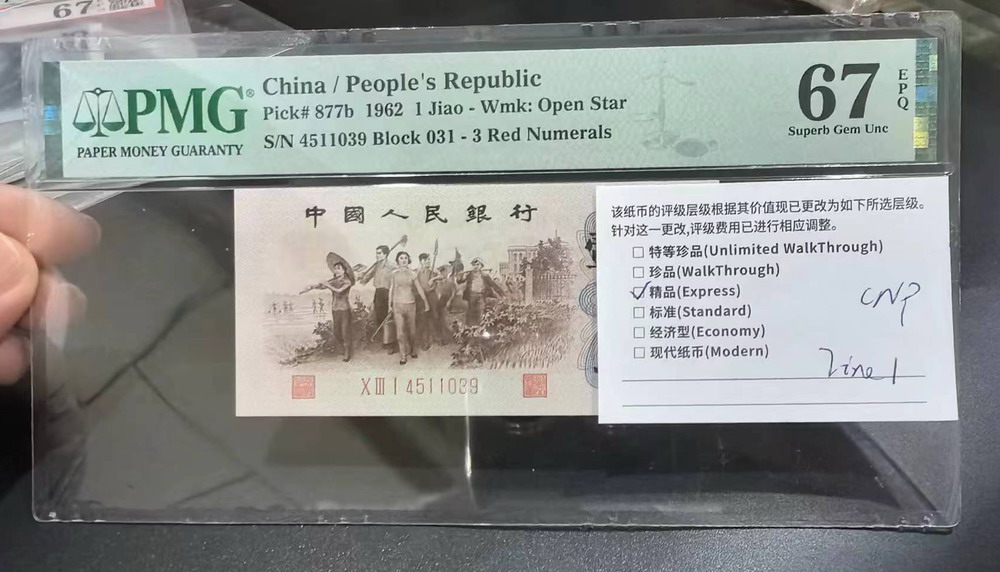 67
PMG®
PAPER MONEY GUARANTY
China / People's Republic
Pick# 877b 1962 1 Jiao - Wmk: Open Star
S/N 4511039 Block 031 - 3 Red Numerals
67
EPQ
Superb Gem Unc
中國人民銀行
XⅢⅠ4511039
该纸币的评级层级根据其价值现已更改为如下所选层级。
针对这一更改,评级费用已进行相应调整。
☐ 特等珍品(Unlimited WalkThrough)
☐ 珍品(WalkThrough)
☑ 精品(Express)
☐ 标准(Standard)
☐ 经济型(Economy)
☐ 现代纸币(Modern)
CNP
Line 1